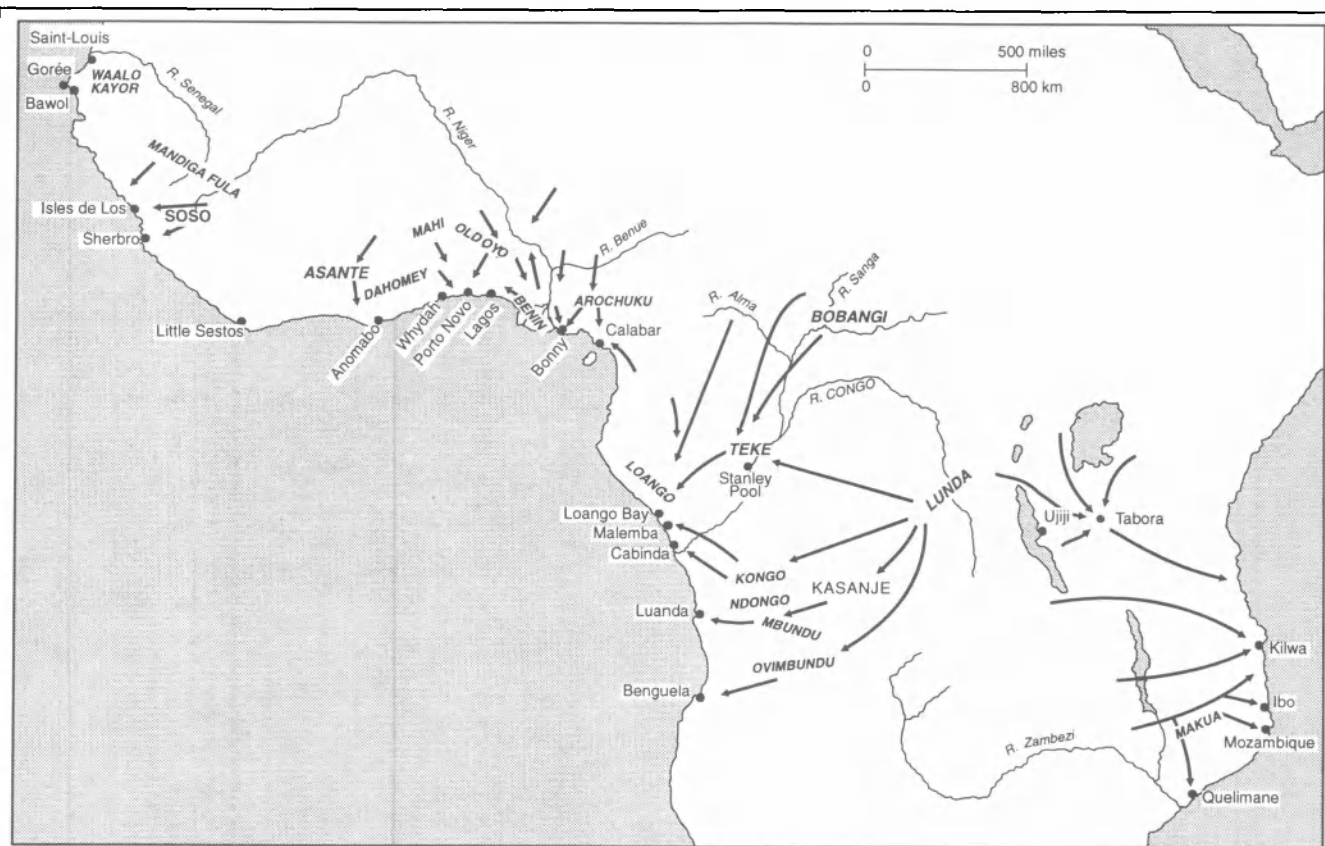 Saint-Louis
Gorée
WAALO
KAYOR
Bawol
R. Senegal
0 500 miles
0 800 km
R. Niger
MANDIGA FULA
Isles de Los
SOSO
Sherbro
MAHI
OLD OYO
R. Benue
ASANTE
DAHOMEY
BENIN
AROCHUKU
Little Sestos
Anomabo
Whydah
Porto Novo
Lagos
Bonny
Calabar
R. Alma
R. Sanga
BOBANGI
R. CONGO
TEKE
Stanley
Pool
LOANGO
LUNDA
Loango Bay
Malemba
Cabinda
Ujiji
Tabora
KONGO
KASANJE
NDONGO
Luanda
MBUNDU
OVIMBUNDU
Benguela
Kilwa
Ibo
MAKUA
Mozambique
R. Zambezi
Quelimane